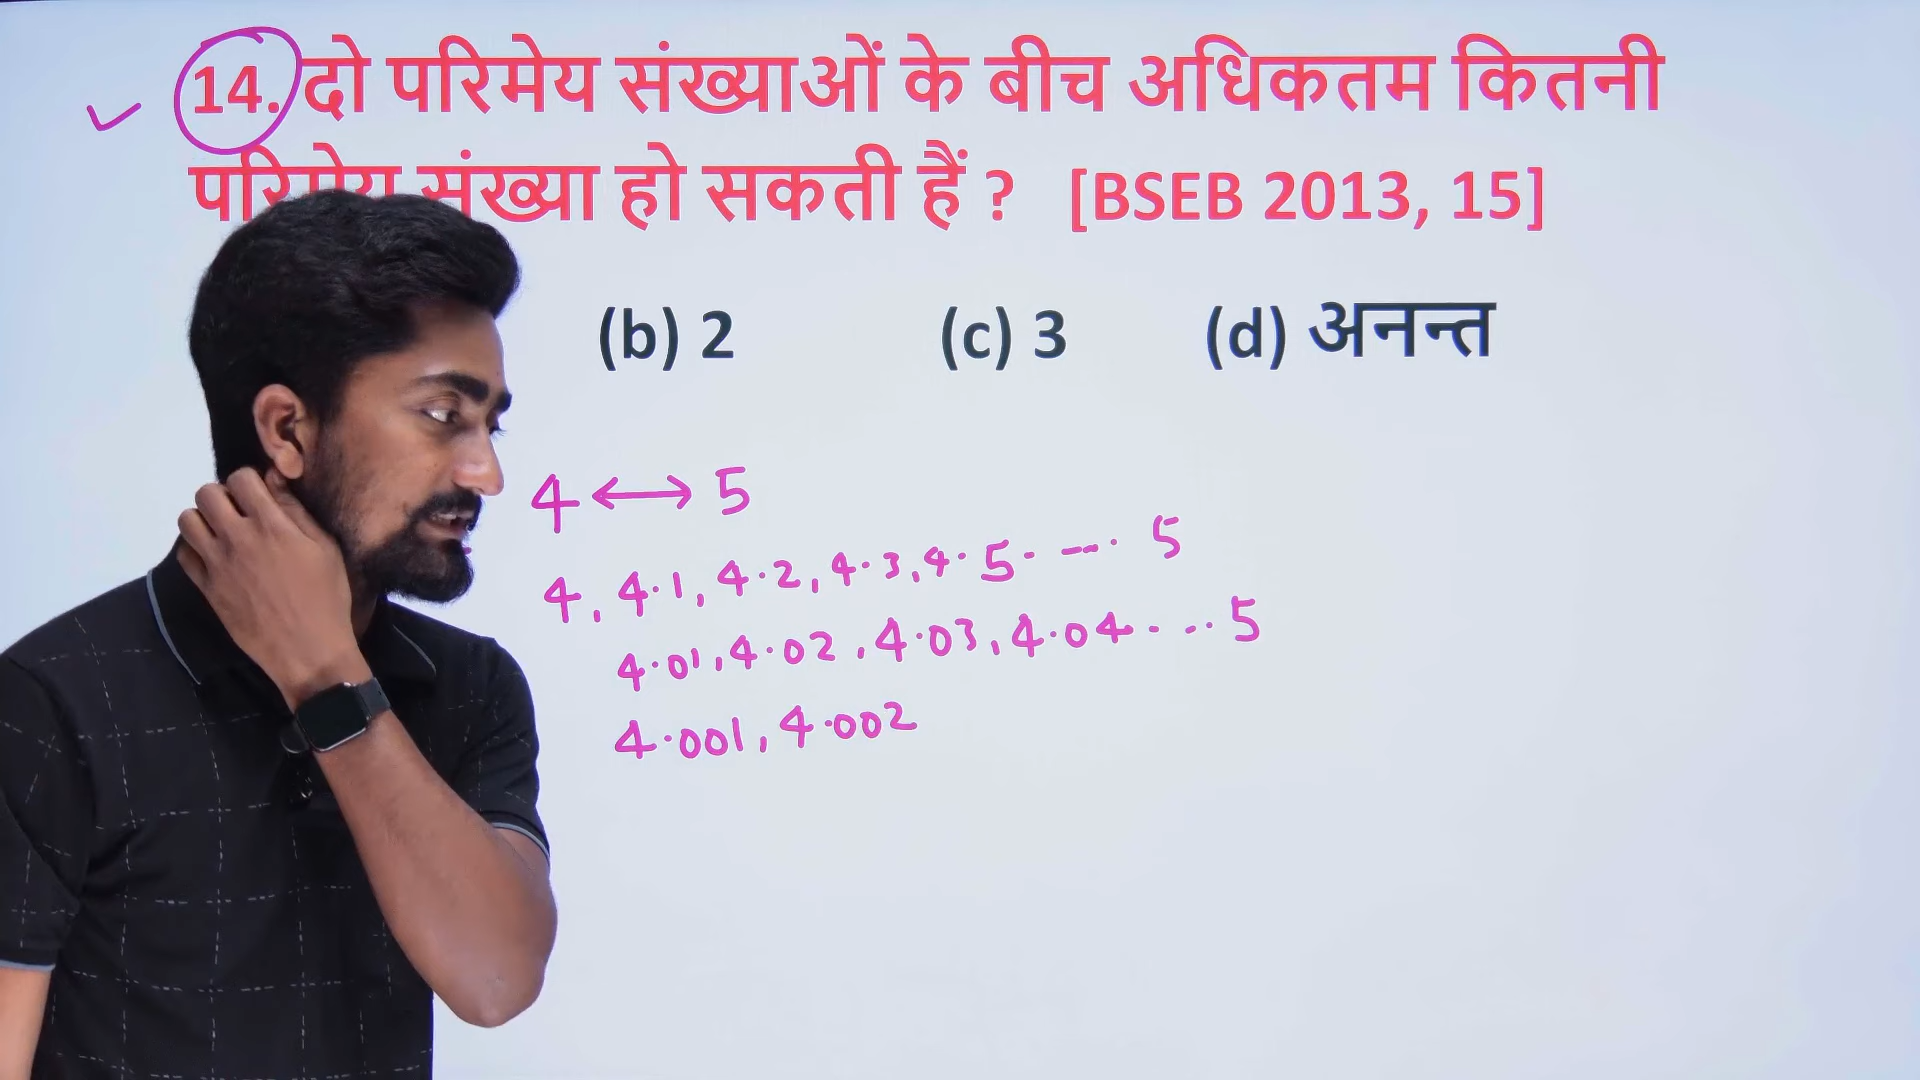 14. दो परिमेय संख्याओं के बीच अधिकतम कितनी
परिमेय संख्या हो सकती हैं ? [BSEB 2013, 15]
(b) 2 (c) 3 (d) अनन्त
4 ↔ 5
4, 4.1, 4.2, 4.3, 4.5. --- . 5
4.01, 4.02, 4.03, 4.04 - - .. 5
4.001, 4.002